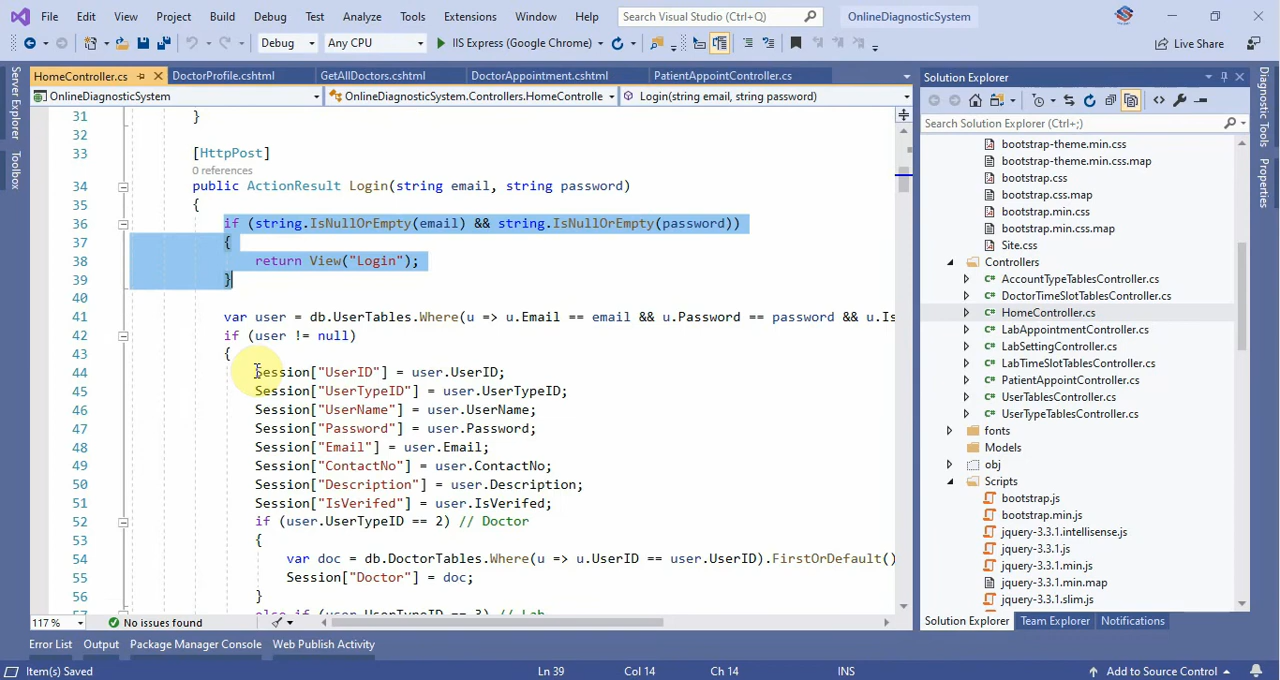 File Edit View Project Build Debug Test Analyze Tools Extensions Window Help Search Visual Studio (Ctrl+Q) OnlineDiagnosticSystem
Debug Any CPU IIS Express (Google Chrome) Live Share
HomeController.cs DoctorProfile.cshtml GetAllDoctors.cshtml DoctorAppointment.cshtml PatientAppointController.cs
OnlineDiagnosticSystem OnlineDiagnosticSystem.Controllers.HomeControlle Login(string email, string password)
Server Explorer
Toolbox
31 }
32
33 [HttpPost]
0 references
34 public ActionResult Login(string email, string password)
35 {
36 if (string.IsNullOrEmpty(email) && string.IsNullOrEmpty(password))
37 {
38 return View("Login");
39 }
40
41 var user = db.UserTables.Where(u => u.Email == email && u.Password == password && u.Is
42 if (user != null)
43 {
44 Session["UserID"] = user.UserID;
45 Session["UserTypeID"] = user.UserTypeID;
46 Session["UserName"] = user.UserName;
47 Session["Password"] = user.Password;
48 Session["Email"] = user.Email;
49 Session["ContactNo"] = user.ContactNo;
50 Session["Description"] = user.Description;
51 Session["IsVerifed"] = user.IsVerifed;
52 if (user.UserTypeID == 2) // Doctor
53 {
54 var doc = db.DoctorTables.Where(u => u.UserID == user.UserID).FirstOrDefault()
55 Session["Doctor"] = doc;
56 }
57 else if (user.UserTypeID == 3) // Lab
117 % No issues found
Solution Explorer
Search Solution Explorer (Ctrl+;)
bootstrap-theme.min.css
bootstrap-theme.min.css.map
bootstrap.css
bootstrap.css.map
bootstrap.min.css
bootstrap.min.css.map
Site.css
Controllers
C# AccountTypeTablesController.cs
C# DoctorTimeSlotTablesController.cs
C# HomeController.cs
C# LabAppointmentController.cs
C# LabSettingController.cs
C# LabTimeSlotTablesController.cs
C# PatientAppointController.cs
C# UserTablesController.cs
C# UserTypeTablesController.cs
fonts
Models
obj
Scripts
bootstrap.js
bootstrap.min.js
jquery-3.3.1.intellisense.js
jquery-3.3.1.js
jquery-3.3.1.min.js
jquery-3.3.1.min.map
jquery-3.3.1.slim.js
Solution Explorer Team Explorer Notifications
Diagnostic Tools
Properties
Error List Output Package Manager Console Web Publish Activity
Item(s) Saved Ln 39 Col 14 Ch 14 INS Add to Source Control